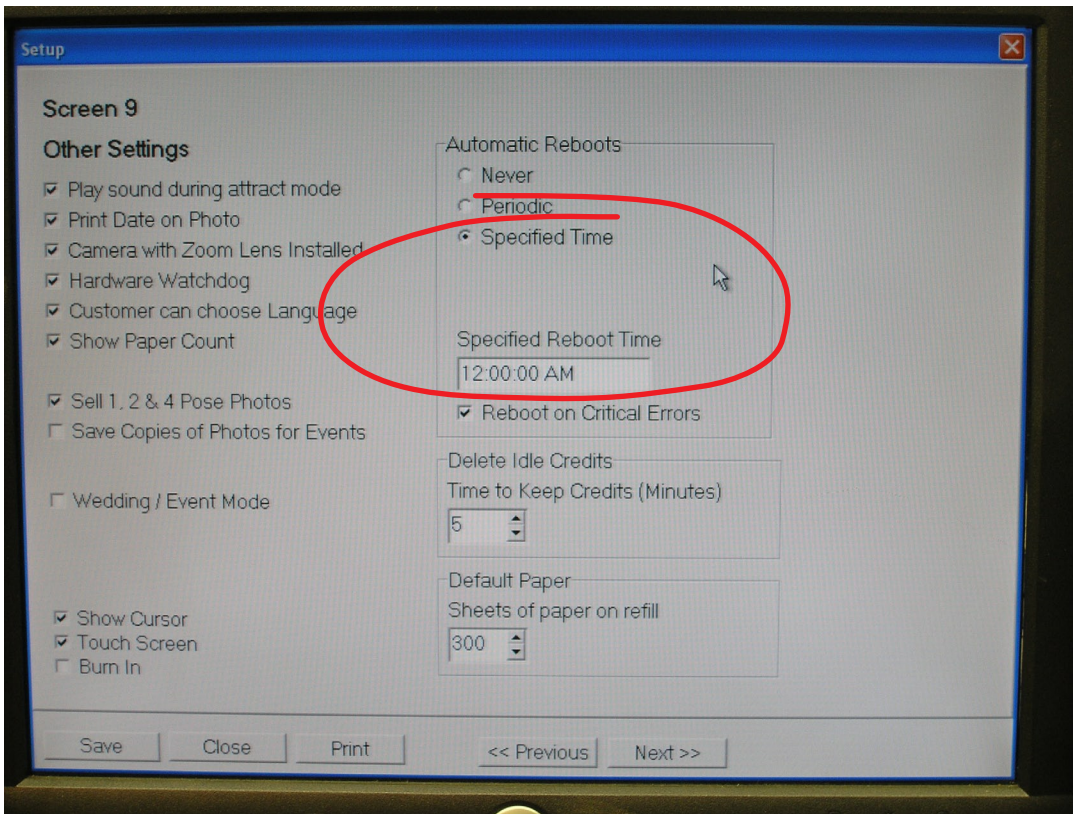 Setup
Screen 9
Other Settings
Play sound during attract mode
Print Date on Photo
Camera with Zoom Lens Installed
Hardware Watchdog
Customer can choose Language
Show Paper Count
Sell 1, 2 & 4 Pose Photos
Save Copies of Photos for Events
Wedding / Event Mode
Show Cursor
Touch Screen
Burn In
Automatic Reboots
Never
Periodic
Specified Time
Specified Reboot Time
12:00:00 AM
Reboot on Critical Errors
Delete Idle Credits
Time to Keep Credits (Minutes)
5
Default Paper
Sheets of paper on refill
300
Save Close Print << Previous Next >>